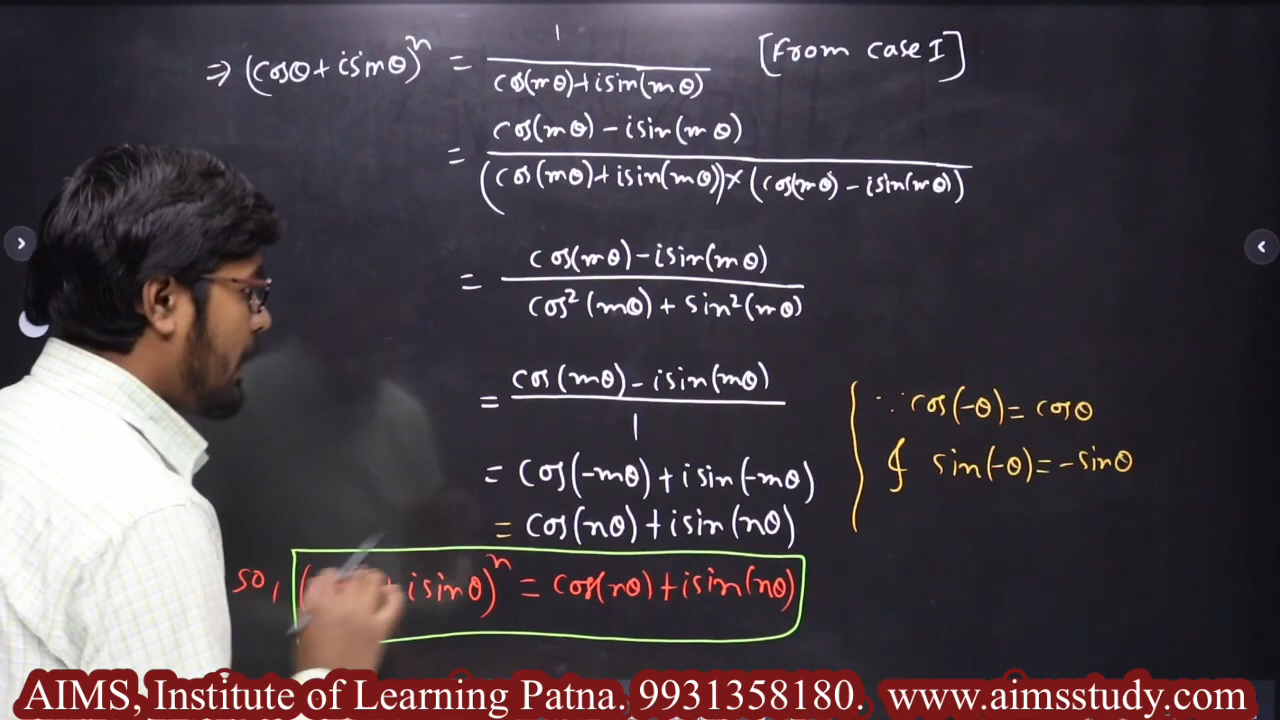 ⇒ (cosθ + isinθ)ⁿ = 1 / cos(mθ)+isin(mθ) [From case I]
= cos(mθ) - isin(mθ) / (cos(mθ)+isin(mθ))×(cos(mθ) - isin(mθ))
= cos(mθ) - isin(mθ) / cos²(mθ) + sin²(mθ)
= cos(mθ) - isin(mθ) / 1
∵ cos(-θ) = cosθ
& sin(-θ) = -sinθ
= cos(-mθ) + isin(-mθ)
= cos(nθ) + isin(nθ)
so, ( + isinθ)ⁿ = cos(nθ) + isin(nθ)
AIMS, Institute of Learning Patna. 9931358180. www.aimsstudy.com